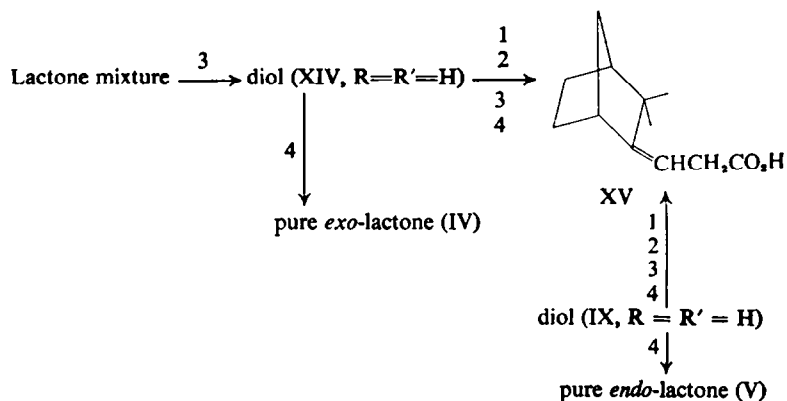 Lactone mixture 3 diol (XIV, R=R'=H) 1
2
3
4
CHCH₂CO₂H
XV
4
pure exo-lactone (IV)
1
2
3
4
diol (IX, R = R' = H)
4
pure endo-lactone (V)